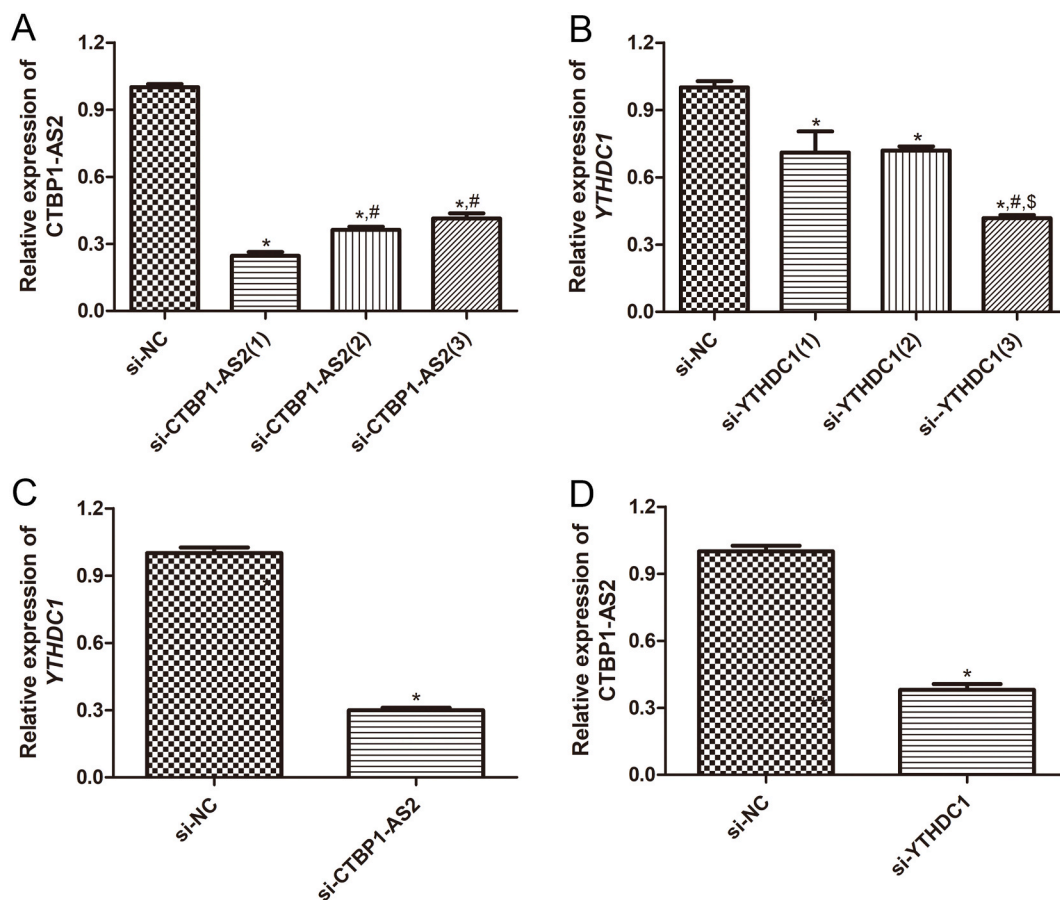 A
Relative expression of
CTBP1-AS2
1.2
0.9
0.6
0.3
0.0
*
*,#
*,#
si-NC
si-CTBP1-AS2(1)
si-CTBP1-AS2(2)
si-CTBP1-AS2(3)
B
Relative expression of
YTHDC1
1.2
0.9
0.6
0.3
0.0
*
*
*,#,$
si-NC
si-YTHDC1(1)
si-YTHDC1(2)
si--YTHDC1(3)
C
Relative expression of
YTHDC1
1.2
0.9
0.6
0.3
0.0
*
si-NC
si-CTBP1-AS2
D
Relative expression of
CTBP1-AS2
1.2
0.9
0.6
0.3
0.0
*
si-NC
si-YTHDC1